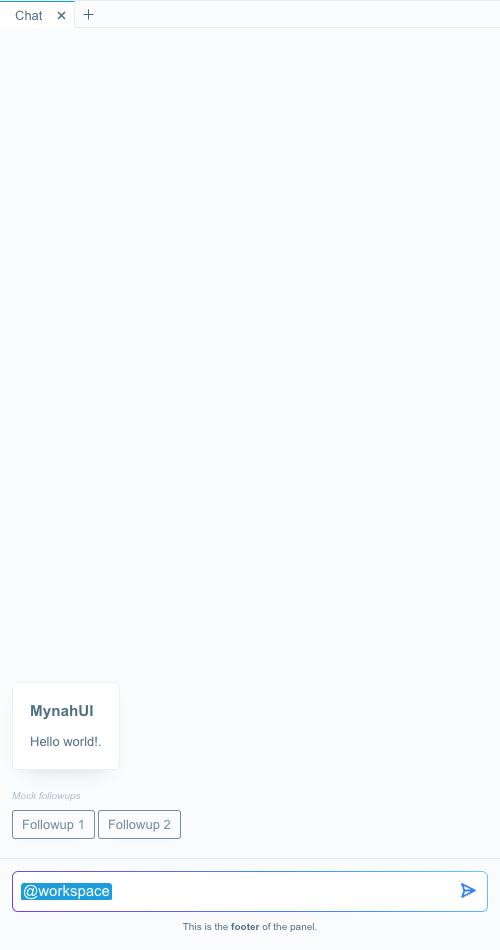 Chat
MynahUI
Hello world!.
Mock followups
Followup 1 Followup 2
@workspace
This is the footer of the panel.